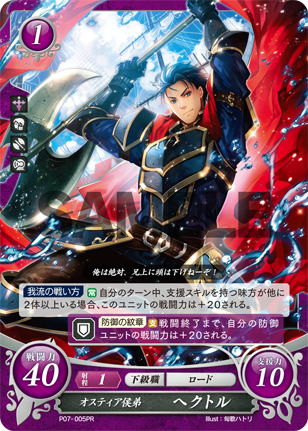 1
SAMPLE
俺は絶対、兄上に頭は下げねーぞ!
我流の戦い方 常 自分のターン中、支援スキルを持つ味方が他に
2体以上いる場合、このユニットの戦闘力は+20される。
防御の紋章 支 戦闘終了まで、自分の防御
ユニットの戦闘力は+20される。
戦闘力
40
射程 1 下級職 ロード
支援力
10
オスティア侯弟 ヘクトル
P07-005PR
Illust:匈歌ハトリ